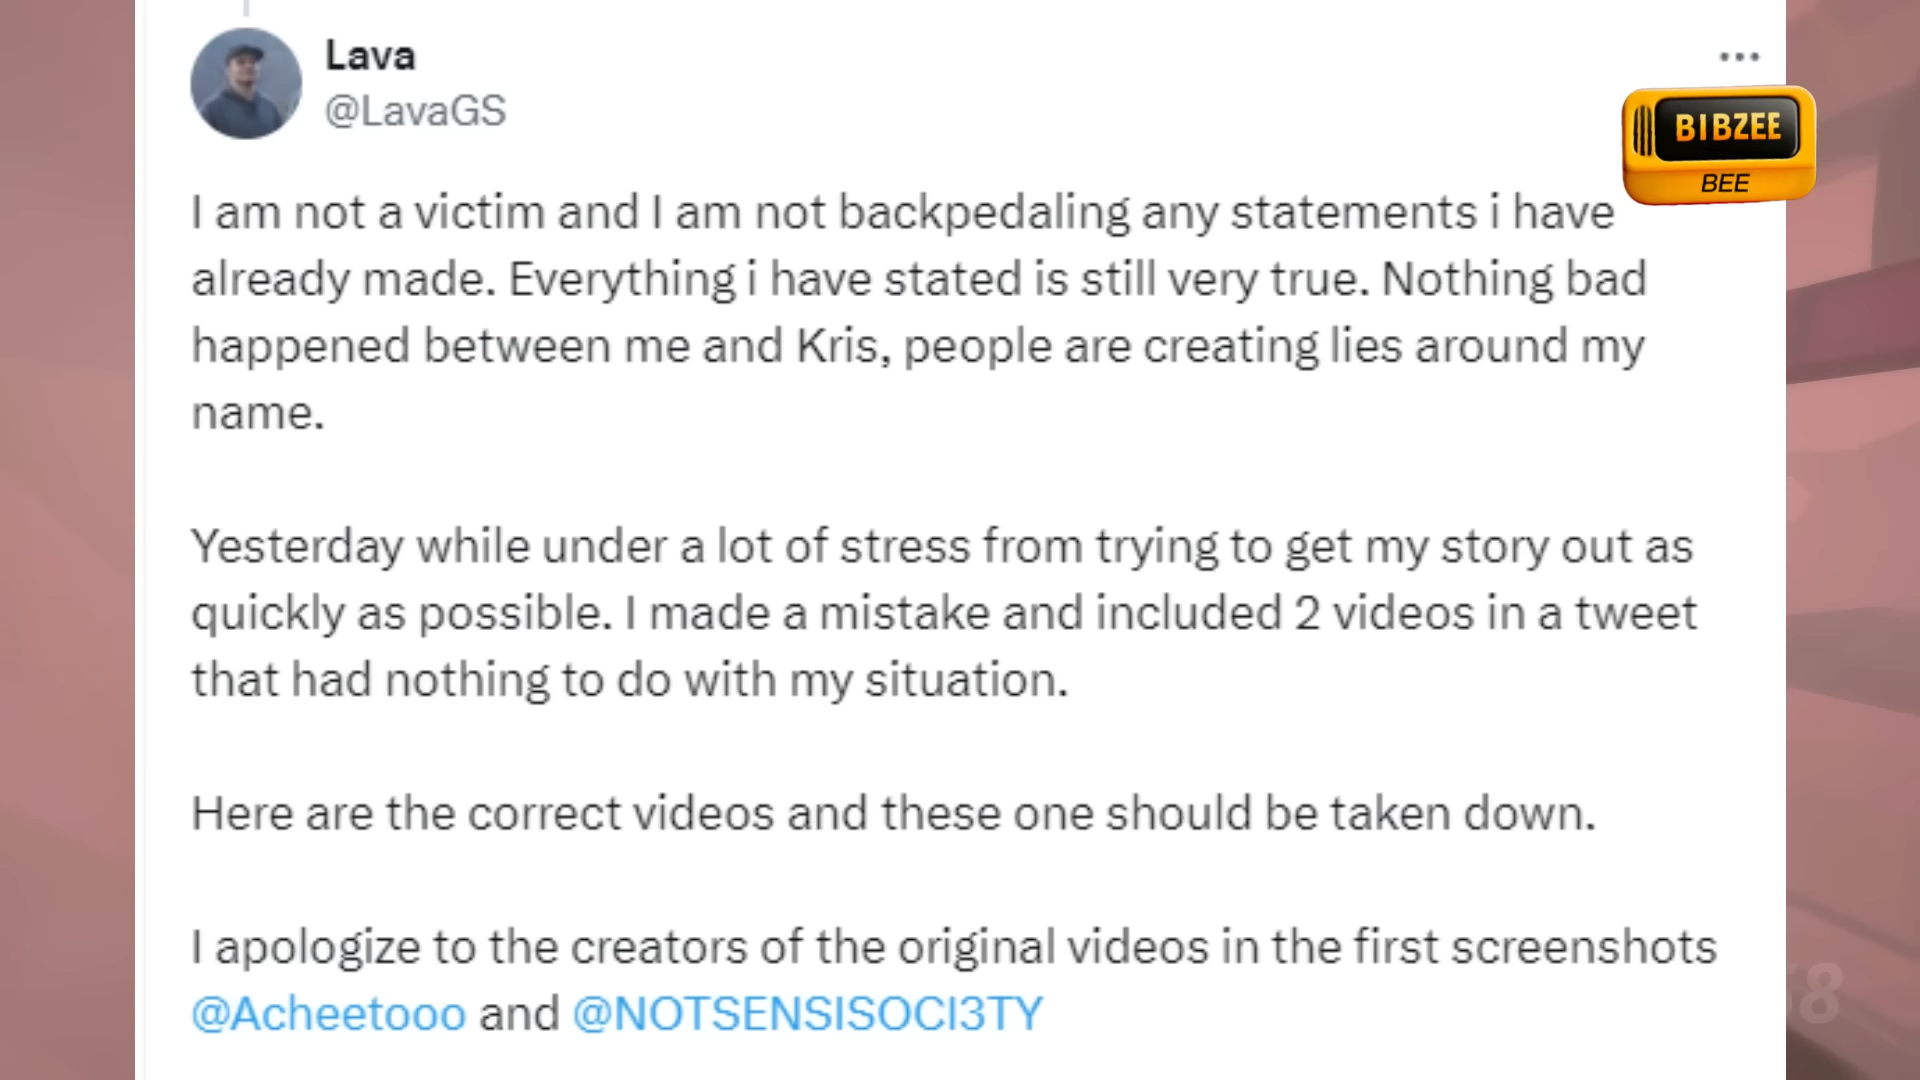 Lava
@LavaGS
BIBZEE
BEE
I am not a victim and I am not backpedaling any statements i have
already made. Everything i have stated is still very true. Nothing bad
happened between me and Kris, people are creating lies around my
name.
Yesterday while under a lot of stress from trying to get my story out as
quickly as possible. I made a mistake and included 2 videos in a tweet
that had nothing to do with my situation.
Here are the correct videos and these one should be taken down.
I apologize to the creators of the original videos in the first screenshots
@Acheetooo and @NOTSENSISOCI3TY